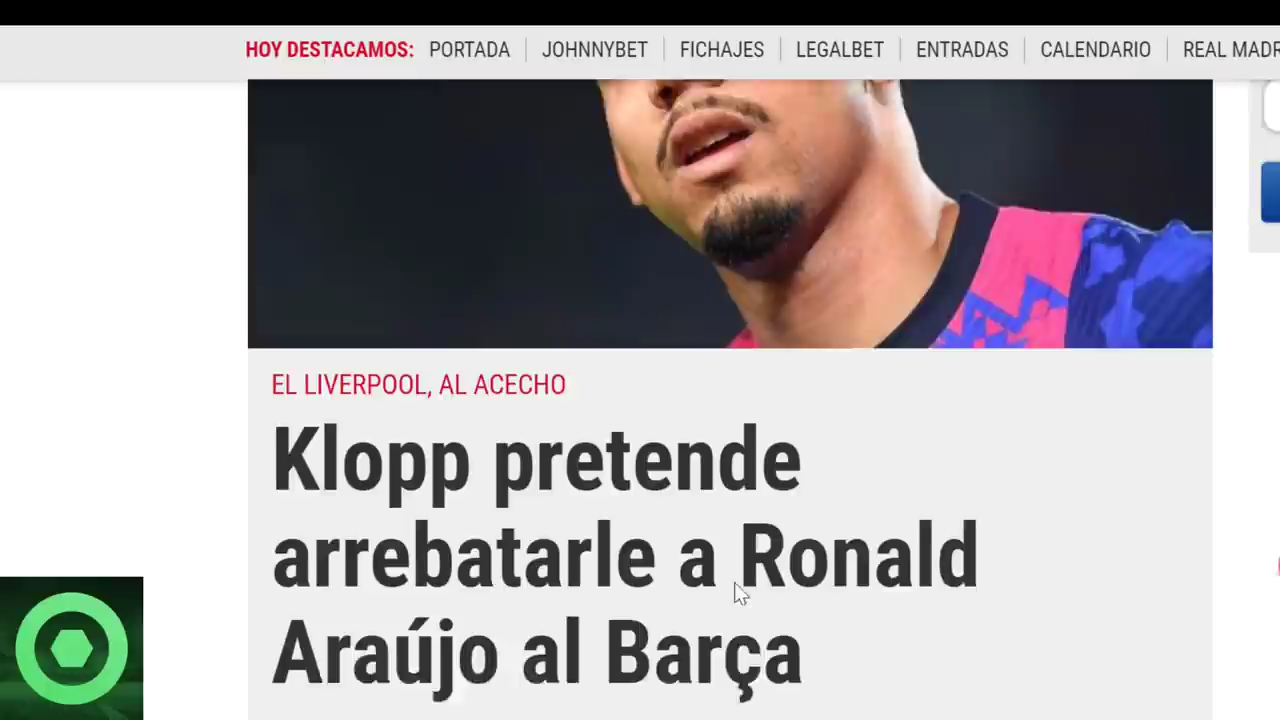 HOY DESTACAMOS: PORTADA JOHNNYBET FICHAJES LEGALBET ENTRADAS CALENDARIO REAL MADR
EL LIVERPOOL, AL ACECHO
Klopp pretende
arrebatarle a Ronald
Araújo al Barça